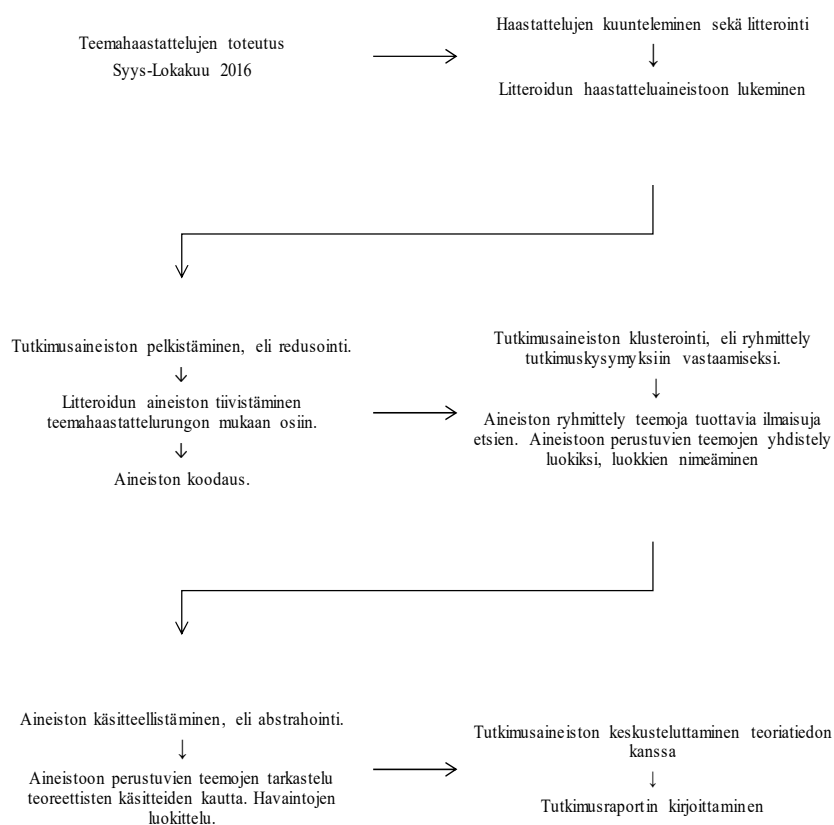 Teemahaastattelujen toteutus
Syys-Lokakuu 2016
Haastattelujen kuunteleminen sekä litterointi
Litteroidun haastatteluaineistoon lukeminen
Tutkimusaineiston pelkistäminen, eli redusointi.
Litteroidun aineiston tiivistäminen
teemahaastattelurungon mukaan osiin.
Aineiston koodaus.
Tutkimusaineiston klusterointi, eli ryhmittely
tutkimuskysymyksiin vastaamiseksi.
Aineiston ryhmittely teemoja tuottavia ilmaisuja
etsien. Aineistoon perustuvien teemojen yhdistely
luokiksi, luokkien nimeäminen
Aineiston käsitteellistäminen, eli abstrahointi.
Aineistoon perustuvien teemojen tarkastelu
teoreettisten käsitteiden kautta. Havaintojen
luokittelu.
Tutkimusaineiston keskusteluttaminen teoriatiedon
kanssa
Tutkimusraportin kirjoittaminen